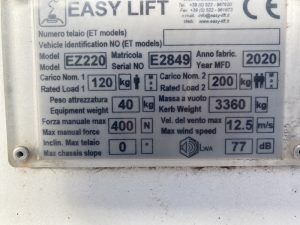 EASY LIFT
Numero telaio (ET models)
Vehicle identification NO (ET models)
Modello EZ220 Matricola E2849 Anno fabric. 2020
Model Serial NO Year MFD
Carico Nom. 1 120 kg Carico Nom. 2 200 kg
Rated Load 1 Rated Load 2
Peso attrezzatura 40 kg Massa a vuoto 3360 kg
Equipment weight Kerb Weight
Forza manuale max 400 N Vel. del vento max 12.5 m/s
Max manual force Max wind speed
Inclin. Max telaio 0 ° LWA 77 dB
Max chassis slope